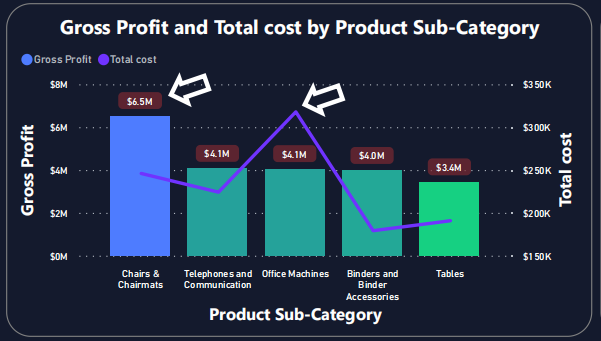 Gross Profit and Total cost by Product Sub-Category
Gross Profit Total cost
$8M
$6M
$4M
$2M
$0M
Gross Profit
$6.5M
$4.1M
$4.1M
$4.0M
$3.4M
$350K
$300K
$250K
$200K
$150K
Total cost
Chairs &
Chairmats
Telephones and
Communication
Office Machines
Binders and
Binder
Accessories
Tables
Product Sub-Category